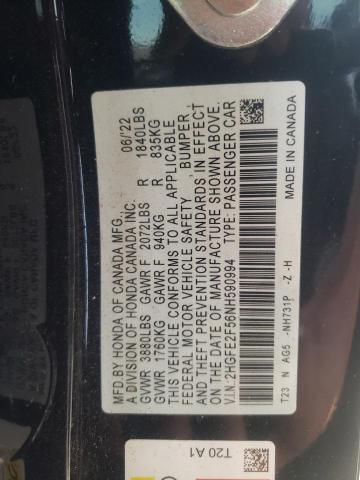 MFD BY HONDA OF CANADA MFG. 06/22
A DIVISION OF HONDA CANADA INC.
GVWR 3880LBS GAWR F 2072LBS R 1840LBS
GVWR 1760KG GAWR F 940KG R 835KG
THIS VEHICLE CONFORMS TO ALL APPLICABLE
FEDERAL MOTOR VEHICLE SAFETY, BUMPER,
AND THEFT PREVENTION STANDARDS IN EFFECT
ON THE DATE OF MANUFACTURE SHOWN ABOVE.
V.I.N: 2HGFE2F56NH590994 TYPE: PASSENGER CAR
T23 N AG5 -NH731P -Z -H MADE IN CANADA
T20 A1